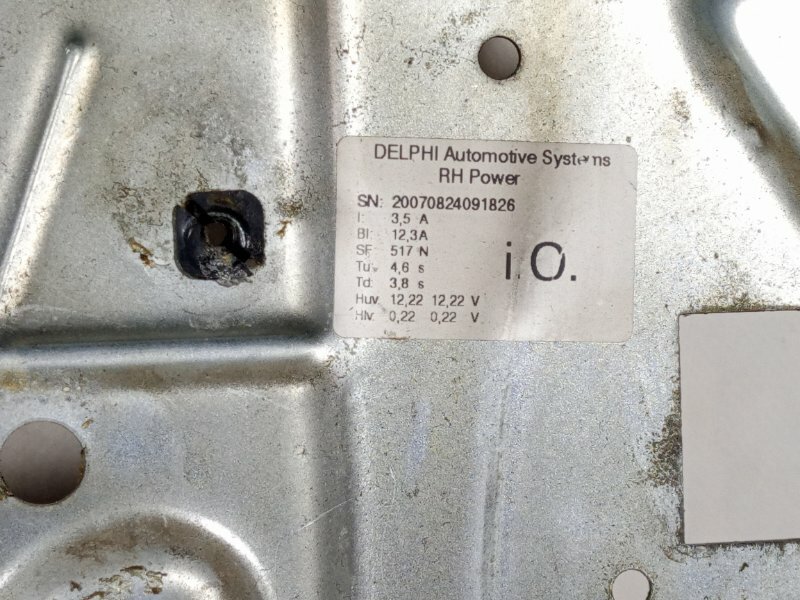 DELPHI Automotive Systems
RH Power
SN: 20070824091826
I: 3,5 A
BI: 12,3A
SF: 517 N
Tu: 4,6 s
Td: 3,8 s
Huv: 12,22 12,22 V
Hlv: 0,22 0,22 V
i.O.